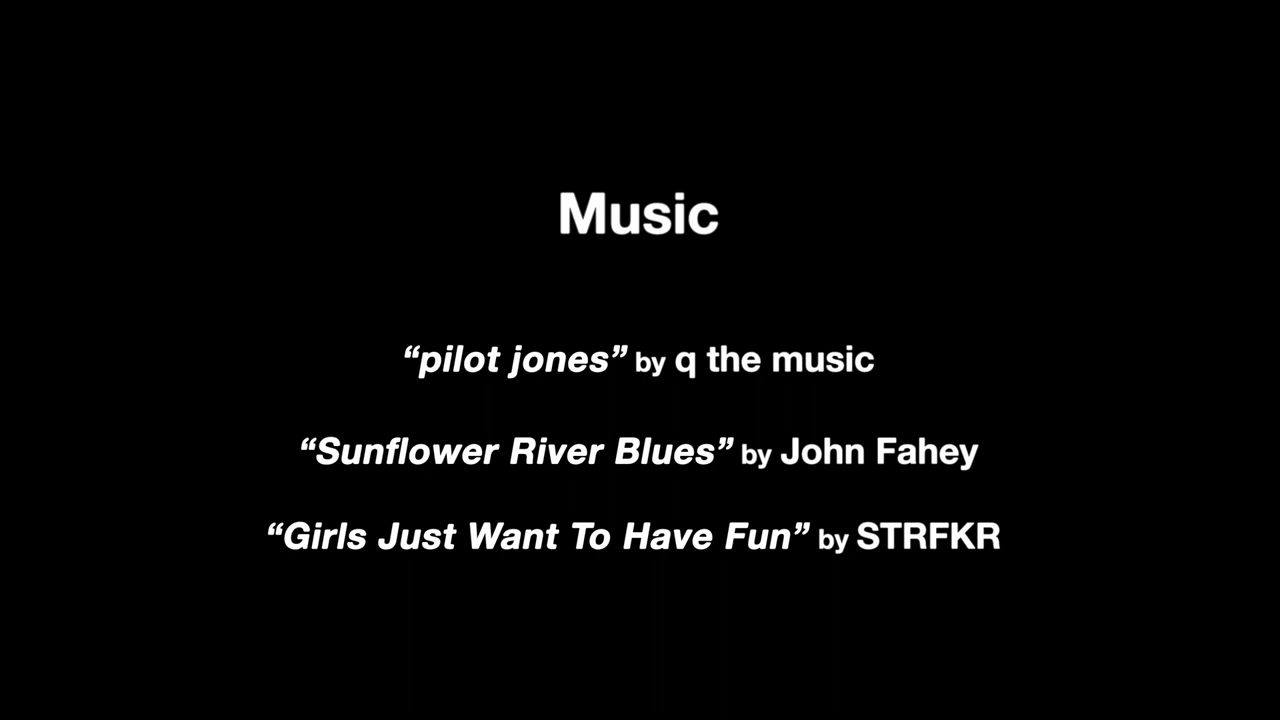 Music
“pilot jones” by q the music
“Sunflower River Blues” by John Fahey
“Girls Just Want To Have Fun” by STRFKR